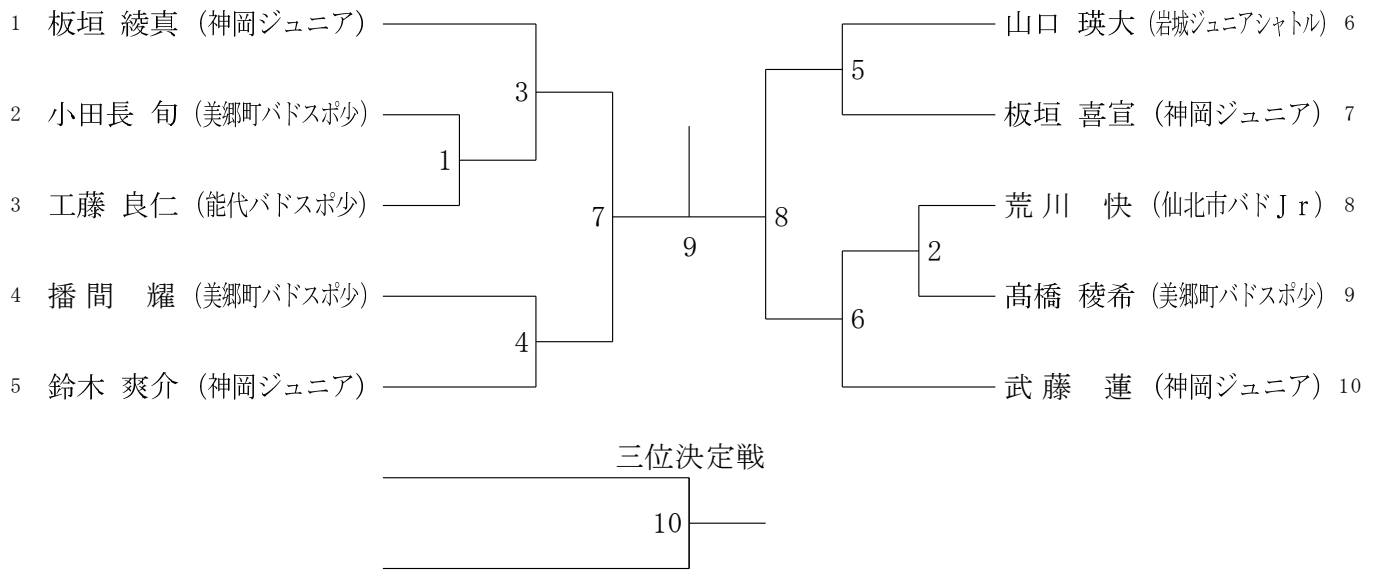 1 板垣 綾真 (神岡ジュニア)
2 小田長 旬 (美郷町バドスポ少)
3 工藤 良仁 (能代バドスポ少)
4 播間 耀 (美郷町バドスポ少)
5 鈴木 爽介 (神岡ジュニア)
3
1
7
4
9
8
5
2
6
山口 瑛大 (岩城ジュニアシャトル) 6
板垣 喜宣 (神岡ジュニア) 7
荒川 快 (仙北市バドJr) 8
髙橋 稜希 (美郷町バドスポ少) 9
武藤 蓮 (神岡ジュニア) 10
三位決定戦
10